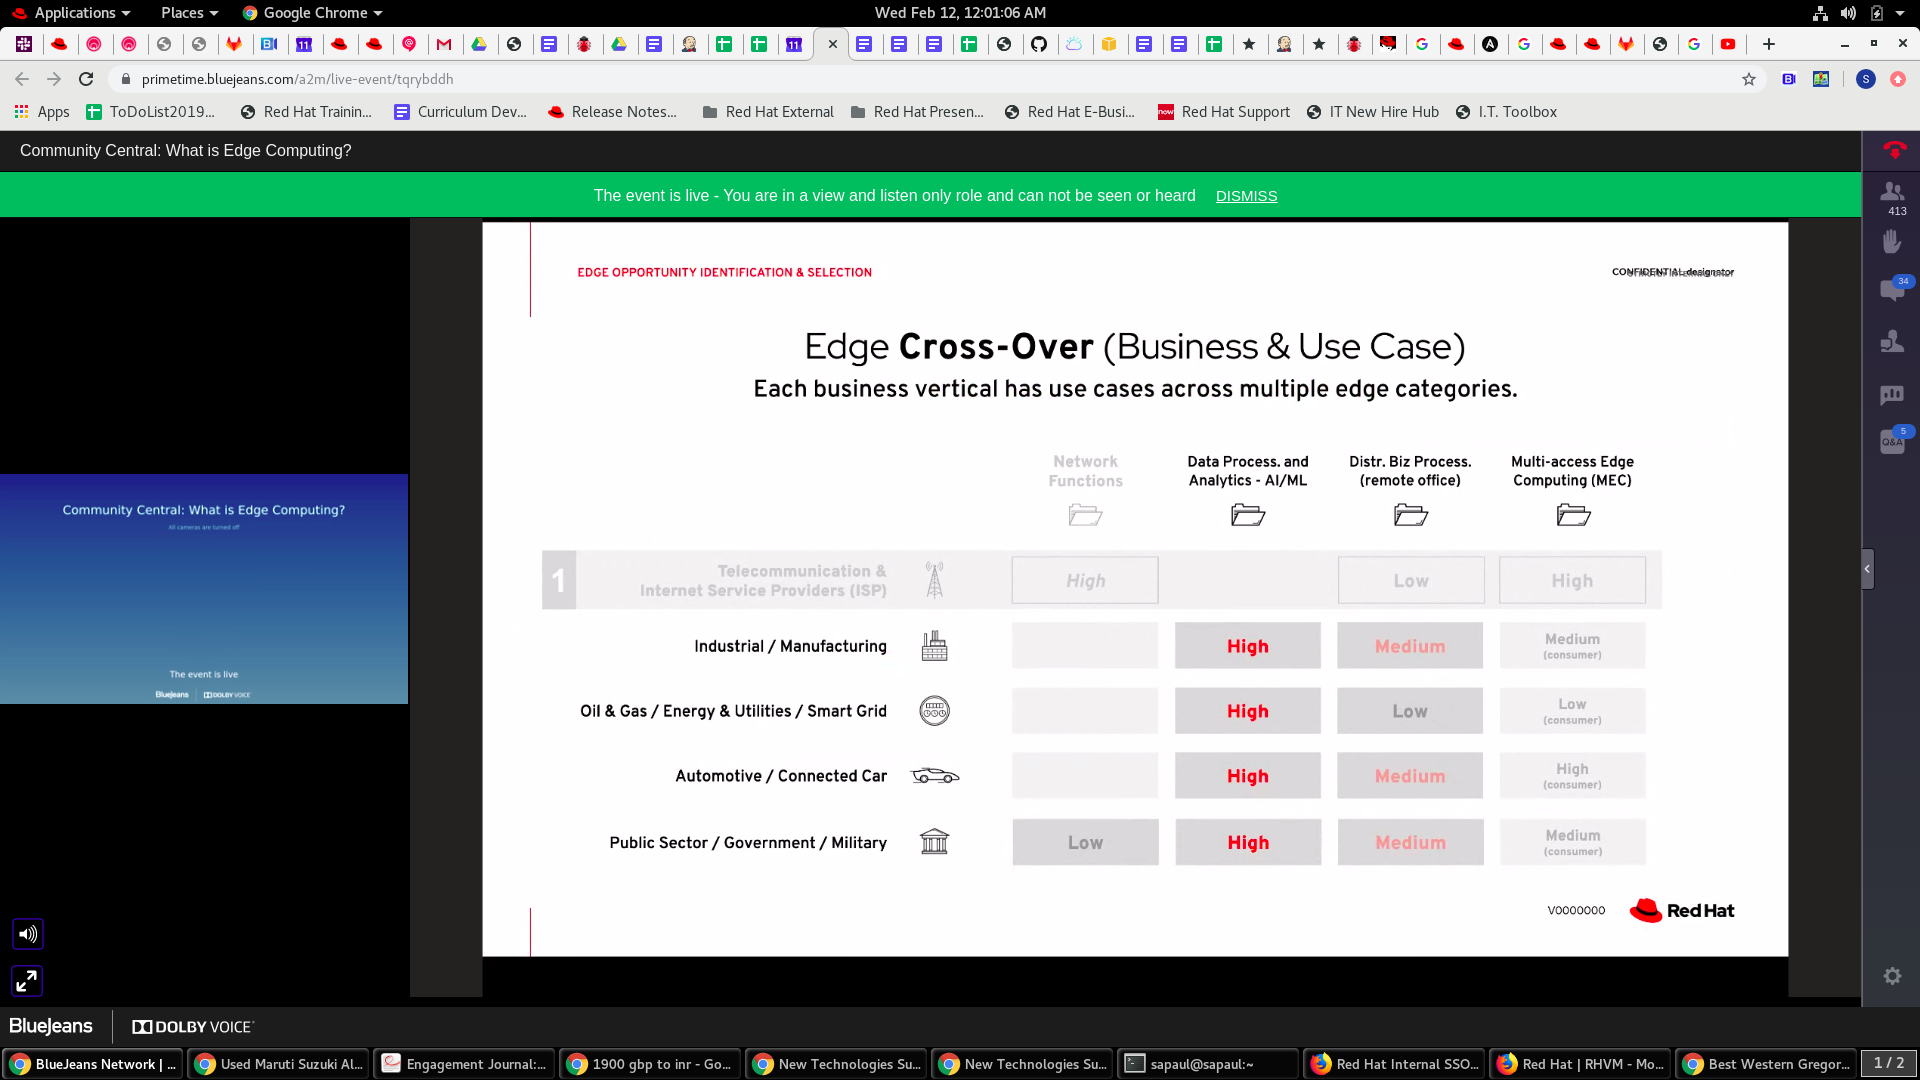 Applications Places Google Chrome Wed Feb 12, 12:01:06 AM
primetime.bluejeans.com/a2m/live-event/tqrybddh
Apps ToDoList2019... Red Hat Trainin... Curriculum Dev... Release Notes... Red Hat External Red Hat Presen... Red Hat E-Busi... Red Hat Support IT New Hire Hub I.T. Toolbox
Community Central: What is Edge Computing?
The event is live - You are in a view and listen only role and can not be seen or heard DISMISS
413
34
5
Q&A
EDGE OPPORTUNITY IDENTIFICATION & SELECTION
CONFIDENTIAL designator
Edge Cross-Over (Business & Use Case)
Each business vertical has use cases across multiple edge categories.
Network Functions
Data Process. and Analytics - AI/ML
Distr. Biz Process. (remote office)
Multi-access Edge Computing (MEC)
1 Telecommunication & Internet Service Providers (ISP) High Low High
Industrial / Manufacturing High Medium Medium (consumer)
Oil & Gas / Energy & Utilities / Smart Grid High Low Low (consumer)
Automotive / Connected Car High Medium High (consumer)
Public Sector / Government / Military Low High Medium Medium (consumer)
V0000000 Red Hat
Community Central: What is Edge Computing?
All cameras are turned off
The event is live
BlueJeans DOLBY VOICE
BlueJeans DOLBY VOICE
BlueJeans Network | ... Used Maruti Suzuki Al... Engagement Journal:... 1900 gbp to inr - Go... New Technologies Su... New Technologies Su... sapaul@sapaul:~ Red Hat Internal SSO... Red Hat | RHVM - Mo... Best Western Gregor... 1 / 2